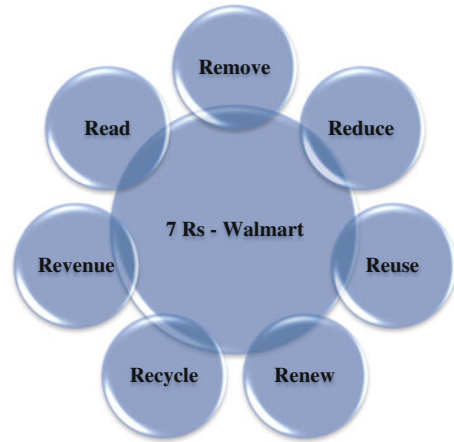 Remove
Reduce
Reuse
Renew
Recycle
Revenue
Read
7 Rs - Walmart